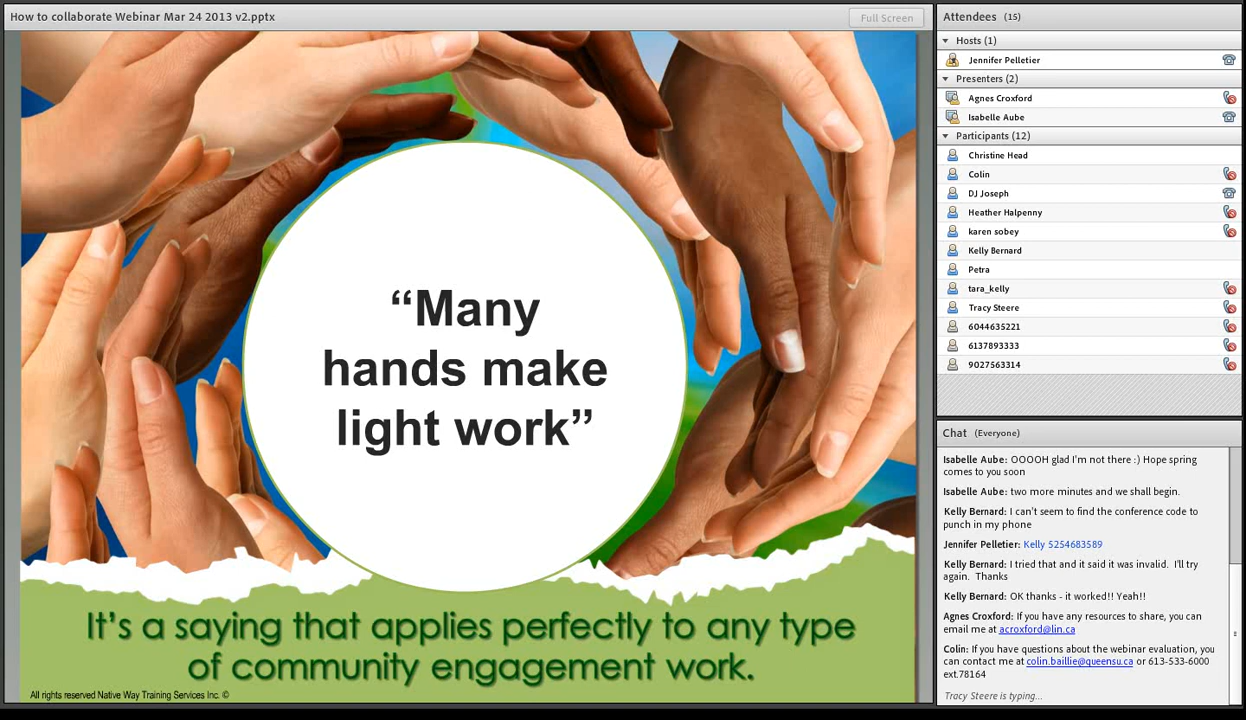 How to collaborate Webinar Mar 24 2013 v2.pptx
Full Screen
“Many
hands make
light work”
It’s a saying that applies perfectly to any type
of community engagement work.
All rights reserved Native Way Training Services Inc. ©
Attendees (15)
Hosts (1)
Jennifer Pelletier
Presenters (2)
Agnes Croxford
Isabelle Aube
Participants (12)
Christine Head
Colin
DJ Joseph
Heather Halpenny
karen sobey
Kelly Bernard
Petra
tara_kelly
Tracy Steere
6044635221
6137893333
9027563314
Chat (Everyone)
Isabelle Aube: OOOOH glad I'm not there :) Hope spring
comes to you soon
Isabelle Aube: two more minutes and we shall begin.
Kelly Bernard: I can't seem to find the conference code to
punch in my phone
Jennifer Pelletier: Kelly 5254683589
Kelly Bernard: I tried that and it said it was invalid. I'll try
again. Thanks
Kelly Bernard: OK thanks - it worked!! Yeah!!
Agnes Croxford: If you have any resources to share, you can
email me at acroxford@lin.ca
Colin: If you have questions about the webinar evaluation, you
can contact me at colin.baillie@queensu.ca or 613-533-6000
ext.78164
Tracy Steere is typing...